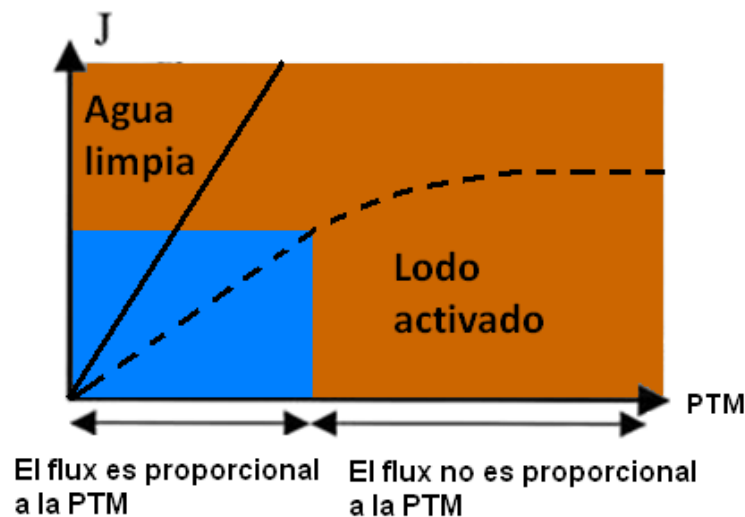 J
Agua
limpia
Lodo
activado
PTM
El flux es proporcional
a la PTM
El flux no es proporcional
a la PTM